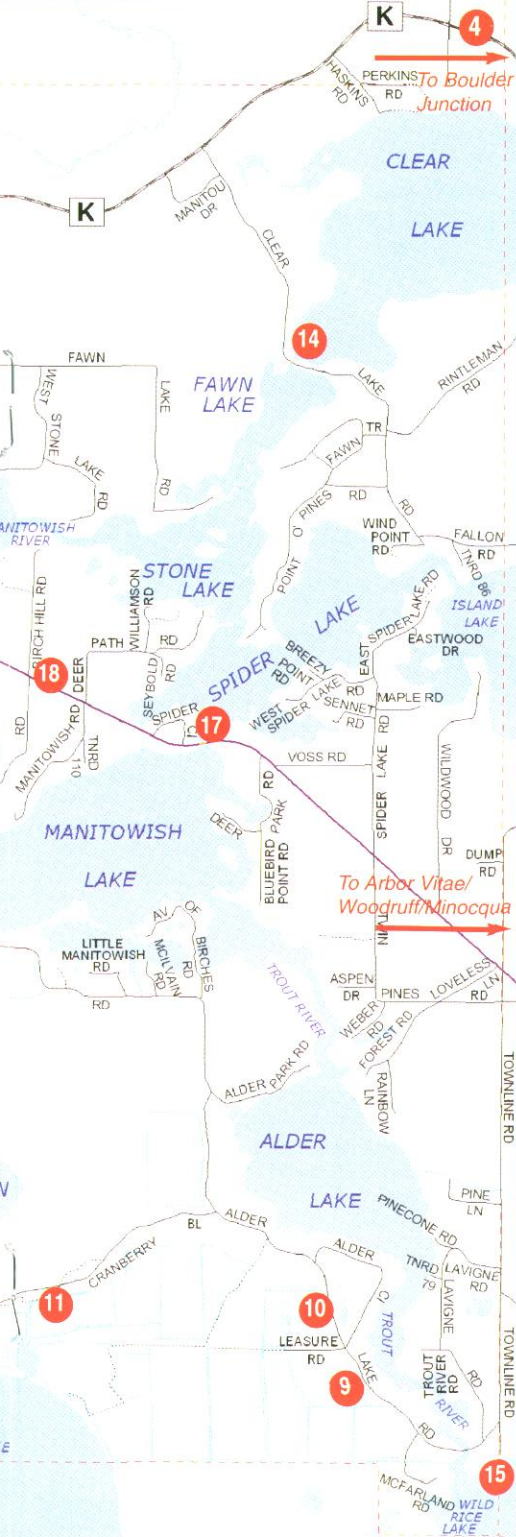 K
4
HASKINS
RD
PERKINS
RD
To Boulder
Junction
CLEAR
LAKE
K
MANITOU
DR
CLEAR
14
LAKE
RINTLEMAN
RD
FAWN
WEST
STONE
LAKE
RD
LAKE
RD
FAWN
LAKE
TR
FAWN
RD
RD
POINT O' PINES
WIND
POINT
RD
FALLON
RD
TNRD 86
ANITOWISH
RIVER
STONE
LAKE
ISLAND
LAKE
BIRCH HILL RD
WILLIAMSON
RD
PATH
RD
DEER
SEYBOLD
RD
SPIDER
LAKE
EAST SPIDER LAKE RD
EASTWOOD
DR
BREEZY
POINT
RD
WEST
SPIDER
LAKE
RD
SENNET
RD
MAPLE RD
18
SPIDER
CI
17
RD
MANITOWISH
RD
TNRD
110
VOSS RD
SPIDER LAKE RD
WILDWOOD DR
RD
PARK
DEER
BLUEBIRD
POINT RD
MANITOWISH
LAKE
DUMP
RD
To Arbor Vitae/
Woodruff/Minocqua
TWIN
AV OF
BIRCHES
RD
LITTLE
MANITOWISH
RD
MCILVAIN
RD
RD
TROUT RIVER
ASPEN
DR
PINES
RD
LOVELESS
LN
WEBER
RD
FOREST RD
RAINBOW
LN
ALDER
PARK RD
TOWNLINE RD
ALDER
LAKE
N
PINE
LN
PINECONE RD
BL
ALDER
CRANBERRY
ALDER
CI
TNRD
79
LAVIGNE
RD
LAVIGNE
RD
11
10
TROUT
RIVER
LEASURE
RD
9
LAKE
RD
TROUT
RIVER
RD
TOWNLINE RD
E
MCFARLAND
RD
15
WILD
RICE
LAKE